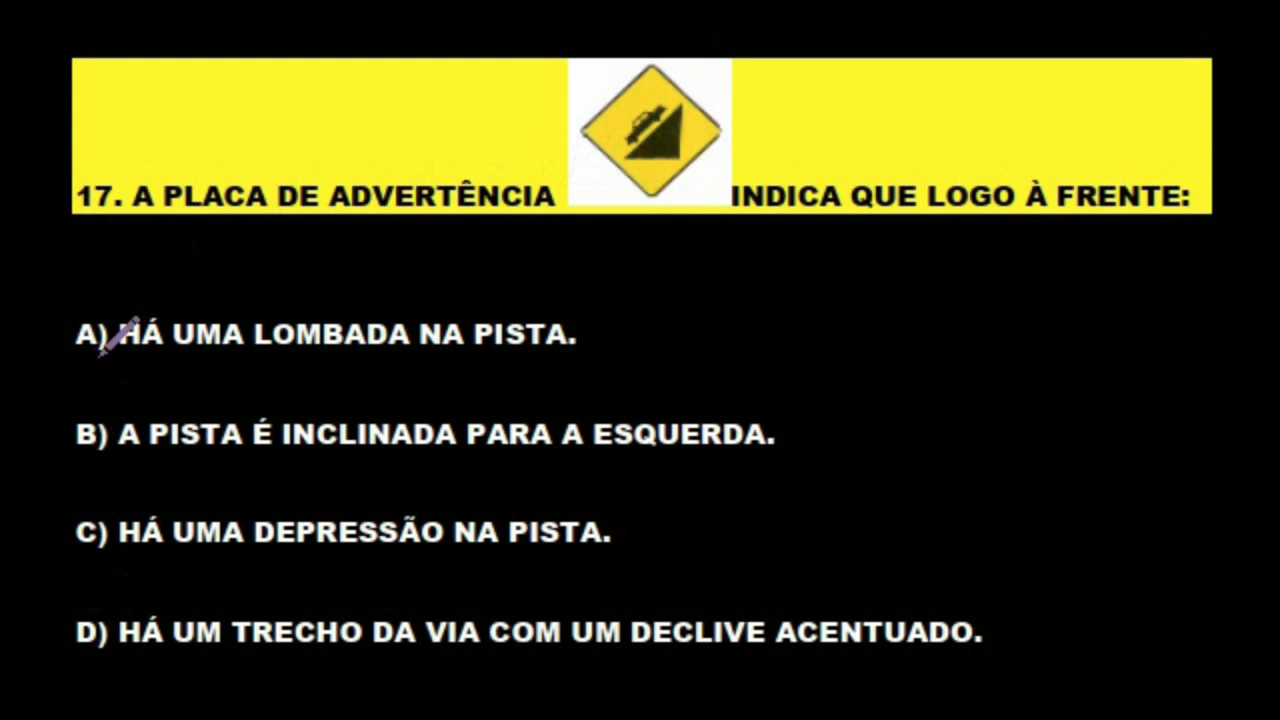 17. A PLACA DE ADVERTÊNCIA INDICA QUE LOGO À FRENTE:
A) HÁ UMA LOMBADA NA PISTA.
B) A PISTA É INCLINADA PARA A ESQUERDA.
C) HÁ UMA DEPRESSÃO NA PISTA.
D) HÁ UM TRECHO DA VIA COM UM DECLIVE ACENTUADO.